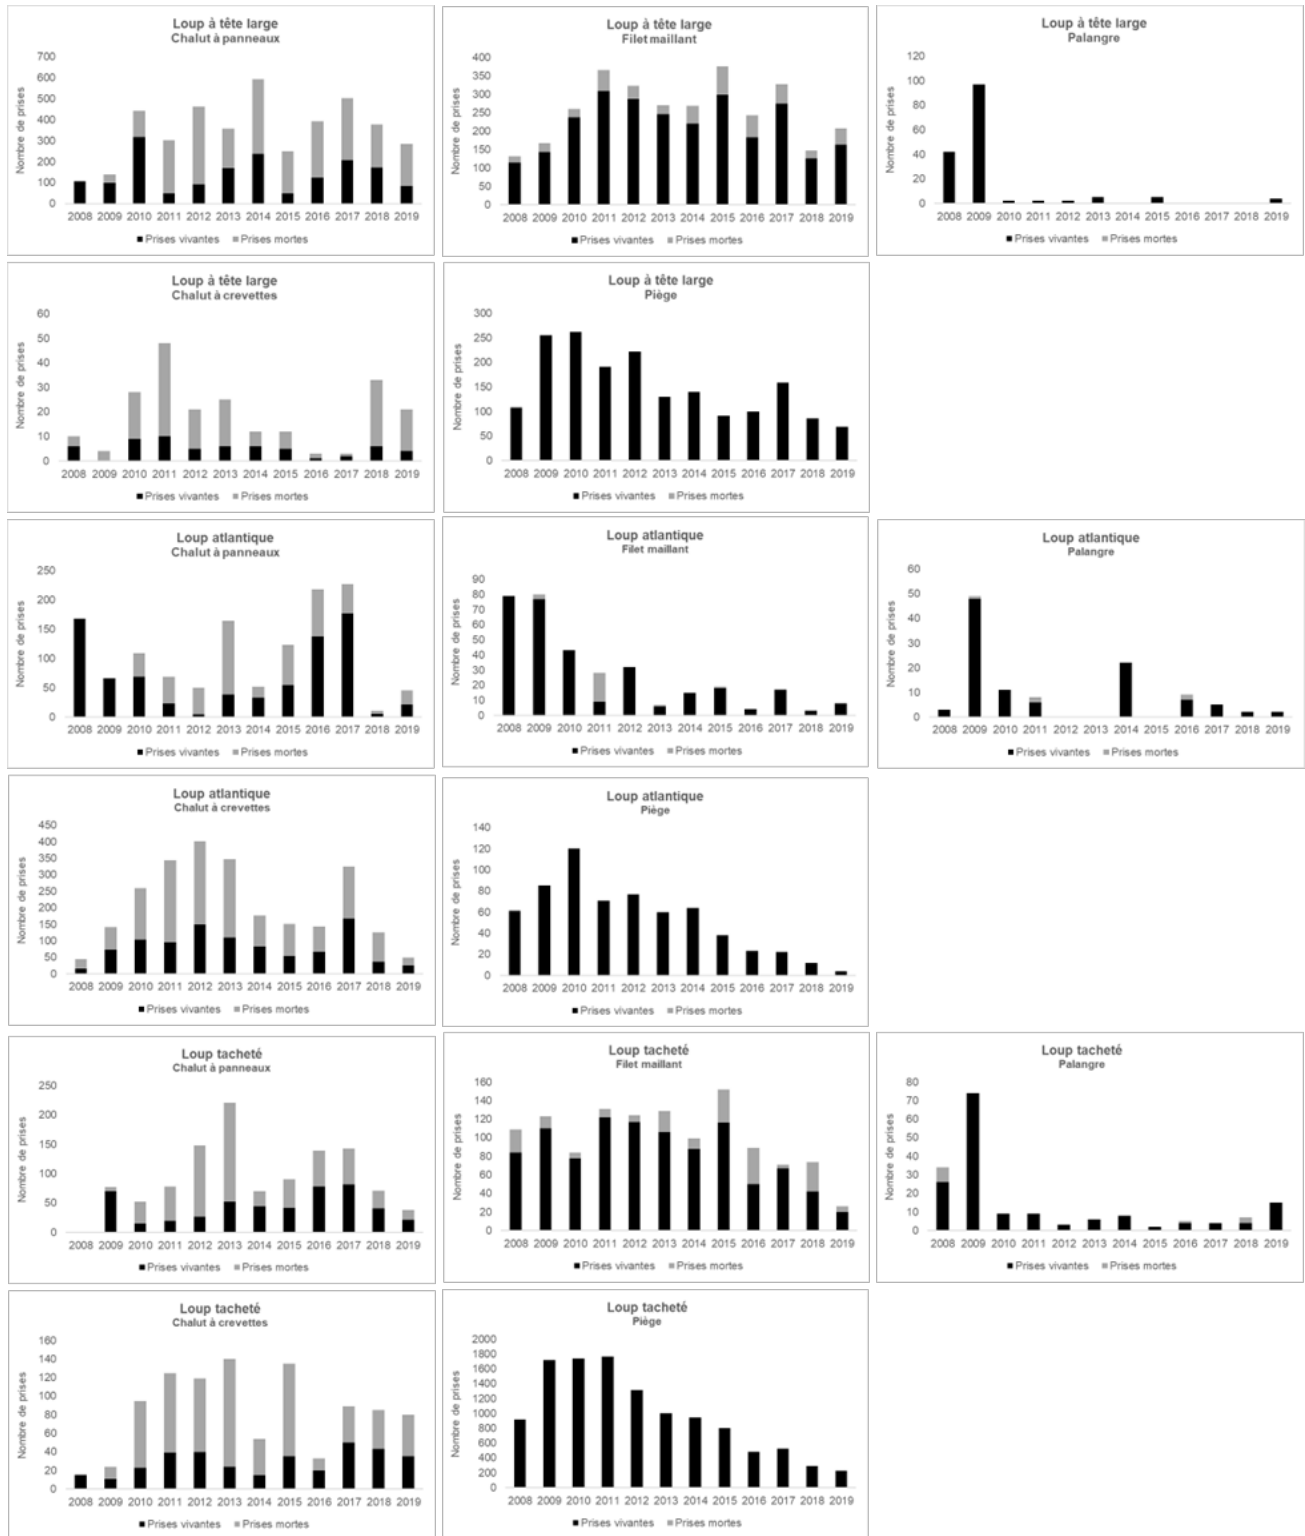 Loup à tête large
Chalut à panneaux
Nombre de prises
700
600
500
400
300
200
100
0
2008 2009 2010 2011 2012 2013 2014 2015 2016 2017 2018 2019
Prises vivantes Prises mortes
Loup à tête large
Filet maillant
Nombre de prises
400
350
300
250
200
150
100
50
0
2008 2009 2010 2011 2012 2013 2014 2015 2016 2017 2018 2019
Prises vivantes Prises mortes
Loup à tête large
Palangre
Nombre de prises
120
100
80
60
40
20
0
2008 2009 2010 2011 2012 2013 2014 2015 2016 2017 2018 2019
Prises vivantes Prises mortes
Loup à tête large
Chalut à crevettes
Nombre de prises
60
50
40
30
20
10
0
2008 2009 2010 2011 2012 2013 2014 2015 2016 2017 2018 2019
Prises vivantes Prises mortes
Loup à tête large
Piège
Nombre de prises
300
250
200
150
100
50
0
2008 2009 2010 2011 2012 2013 2014 2015 2016 2017 2018 2019
Prises vivantes Prises mortes
Loup atlantique
Chalut à panneaux
Nombre de prises
250
200
150
100
50
0
2008 2009 2010 2011 2012 2013 2014 2015 2016 2017 2018 2019
Prises vivantes Prises mortes
Loup atlantique
Filet maillant
Nombre de prises
90
80
70
60
50
40
30
20
10
0
2008 2009 2010 2011 2012 2013 2014 2015 2016 2017 2018 2019
Prises vivantes Prises mortes
Loup atlantique
Palangre
Nombre de prises
60
50
40
30
20
10
0
2008 2009 2010 2011 2012 2013 2014 2015 2016 2017 2018 2019
Prises vivantes Prises mortes
Loup atlantique
Chalut à crevettes
Nombre de prises
450
400
350
300
250
200
150
100
50
0
2008 2009 2010 2011 2012 2013 2014 2015 2016 2017 2018 2019
Prises vivantes Prises mortes
Loup atlantique
Piège
Nombre de prises
140
120
100
80
60
40
20
0
2008 2009 2010 2011 2012 2013 2014 2015 2016 2017 2018 2019
Prises vivantes Prises mortes
Loup tacheté
Chalut à panneaux
Nombre de prises
250
200
150
100
50
0
2008 2009 2010 2011 2012 2013 2014 2015 2016 2017 2018 2019
Prises vivantes Prises mortes
Loup tacheté
Filet maillant
Nombre de prises
160
140
120
100
80
60
40
20
0
2008 2009 2010 2011 2012 2013 2014 2015 2016 2017 2018 2019
Prises vivantes Prises mortes
Loup tacheté
Palangre
Nombre de prises
80
70
60
50
40
30
20
10
0
2008 2009 2010 2011 2012 2013 2014 2015 2016 2017 2018 2019
Prises vivantes Prises mortes
Loup tacheté
Chalut à crevettes
Nombre de prises
160
140
120
100
80
60
40
20
0
2008 2009 2010 2011 2012 2013 2014 2015 2016 2017 2018 2019
Prises vivantes Prises mortes
Loup tacheté
Piège
Nombre de prises
2000
1800
1600
1400
1200
1000
800
600
400
200
0
2008 2009 2010 2011 2012 2013 2014 2015 2016 2017 2018 2019
Prises vivantes Prises mortes